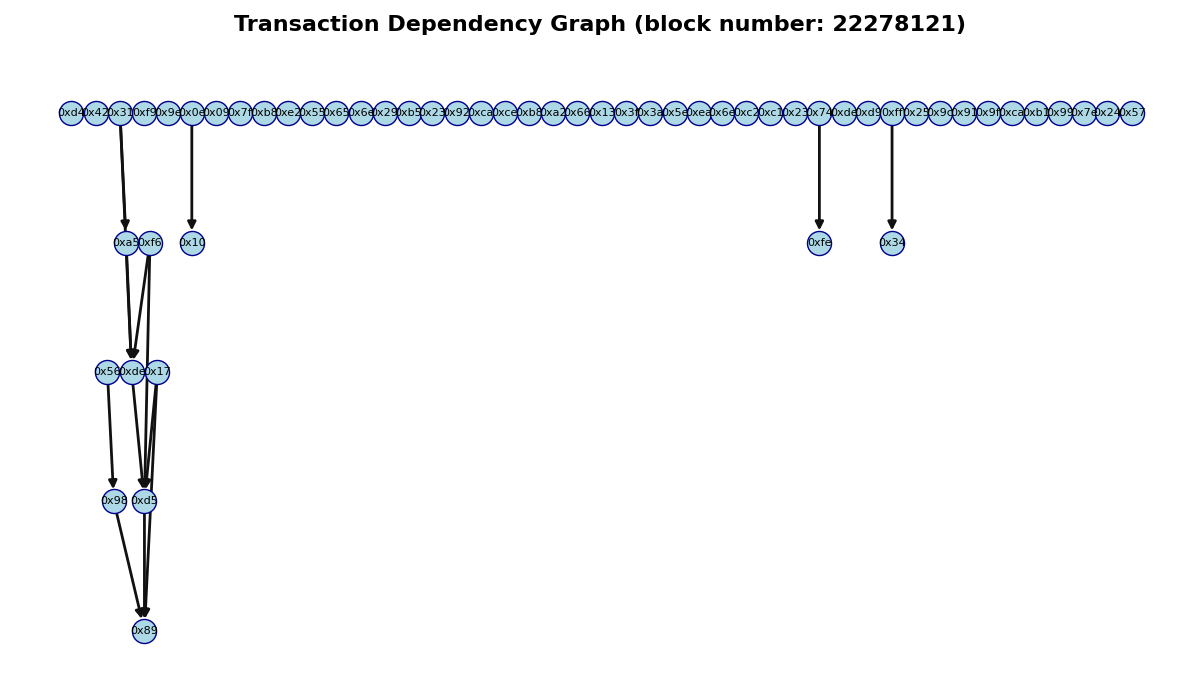 Transaction Dependency Graph (block number: 22278121)
0xd4 0x42 0x31 0xf9 0x9e 0x0e 0x09 0x7f 0xb8 0xe2 0x55 0x65 0x6e 0x29 0xb5 0x23 0x92 0xca 0xce 0xb8 0xa2 0x66 0x13 0x3f 0x3a 0x5e 0xea 0x6e 0xc2 0xc1 0x23 0x74 0xde 0xd9 0xff 0x25 0x9c 0x91 0x9f 0xca 0xb1 0x99 0x7e 0x24 0x57
0xa5 0xf6 0x10 0xfe 0x34
0x56 0xde 0x17
0x98 0xd5
0x89